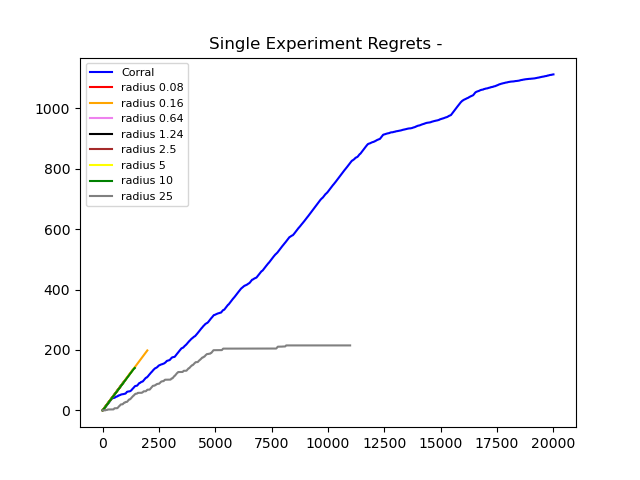 Single Experiment Regrets -
Corral
radius 0.08
radius 0.16
radius 0.64
radius 1.24
radius 2.5
radius 5
radius 10
radius 25
1000
800
600
400
200
0
0 2500 5000 7500 10000 12500 15000 17500 20000